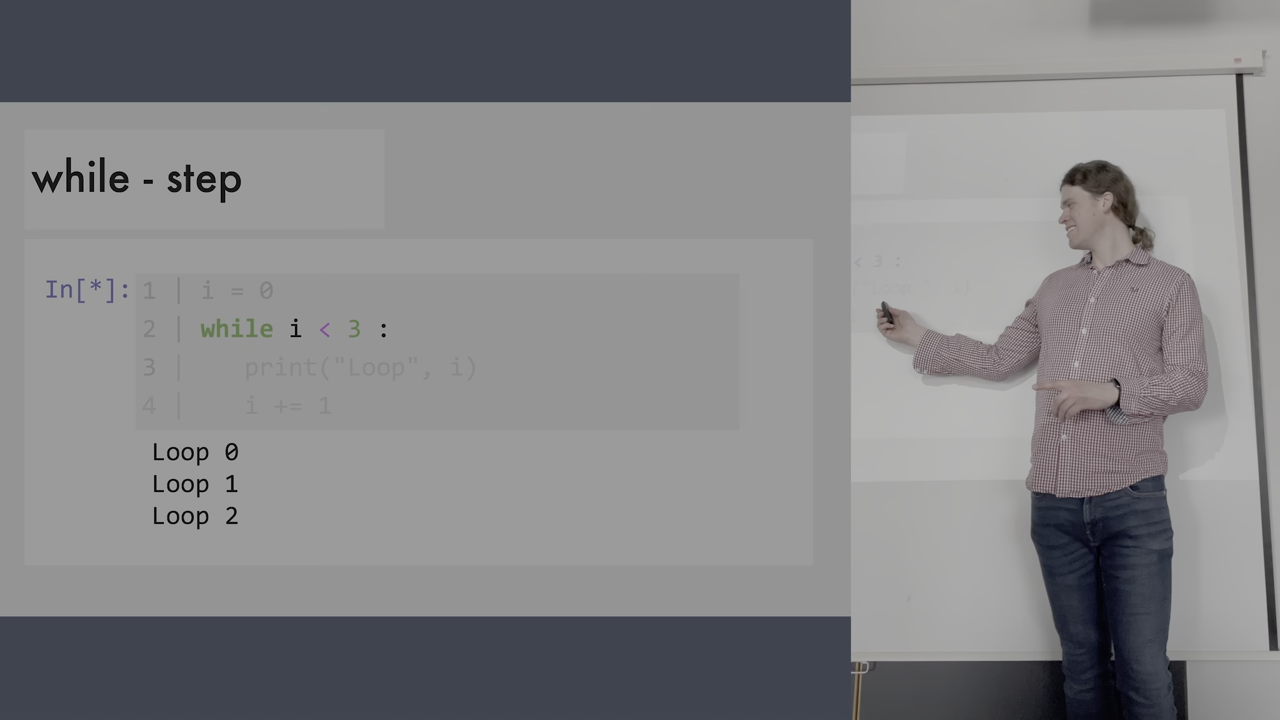 while - step
In[*]: 1 | i = 0
2 | while i < 3 :
3 | print("Loop", i)
4 | i += 1
Loop 0
Loop 1
Loop 2
< 3 :